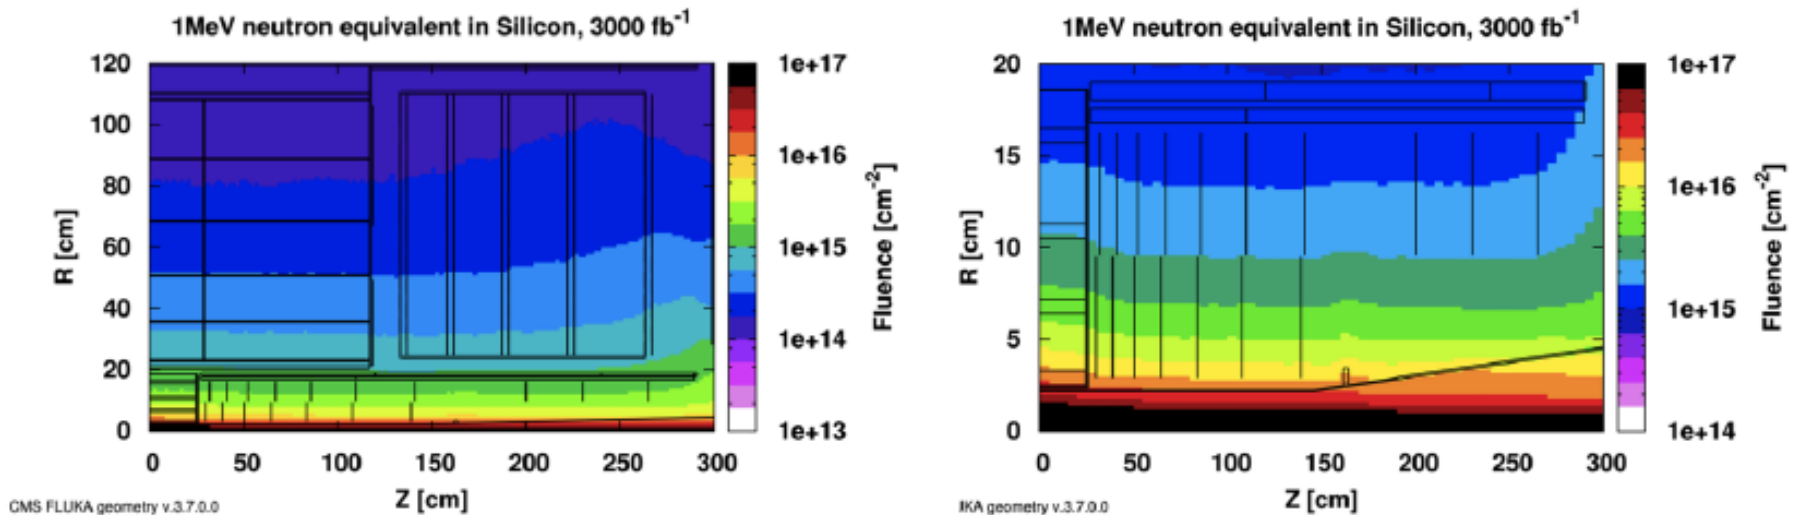 1MeV neutron equivalent in Silicon, 3000 fb⁻¹
120
100
80
60
40
20
0
R [cm]
0 50 100 150 200 250 300
Z [cm]
1e+17
1e+16
1e+15
1e+14
1e+13
Fluence [cm⁻²]
CMS FLUKA geometry v.3.7.0.0
1MeV neutron equivalent in Silicon, 3000 fb⁻¹
20
15
10
5
0
R [cm]
0 50 100 150 200 250 300
Z [cm]
1e+17
1e+16
1e+15
1e+14
Fluence [cm⁻²]
IKA geometry v.3.7.0.0